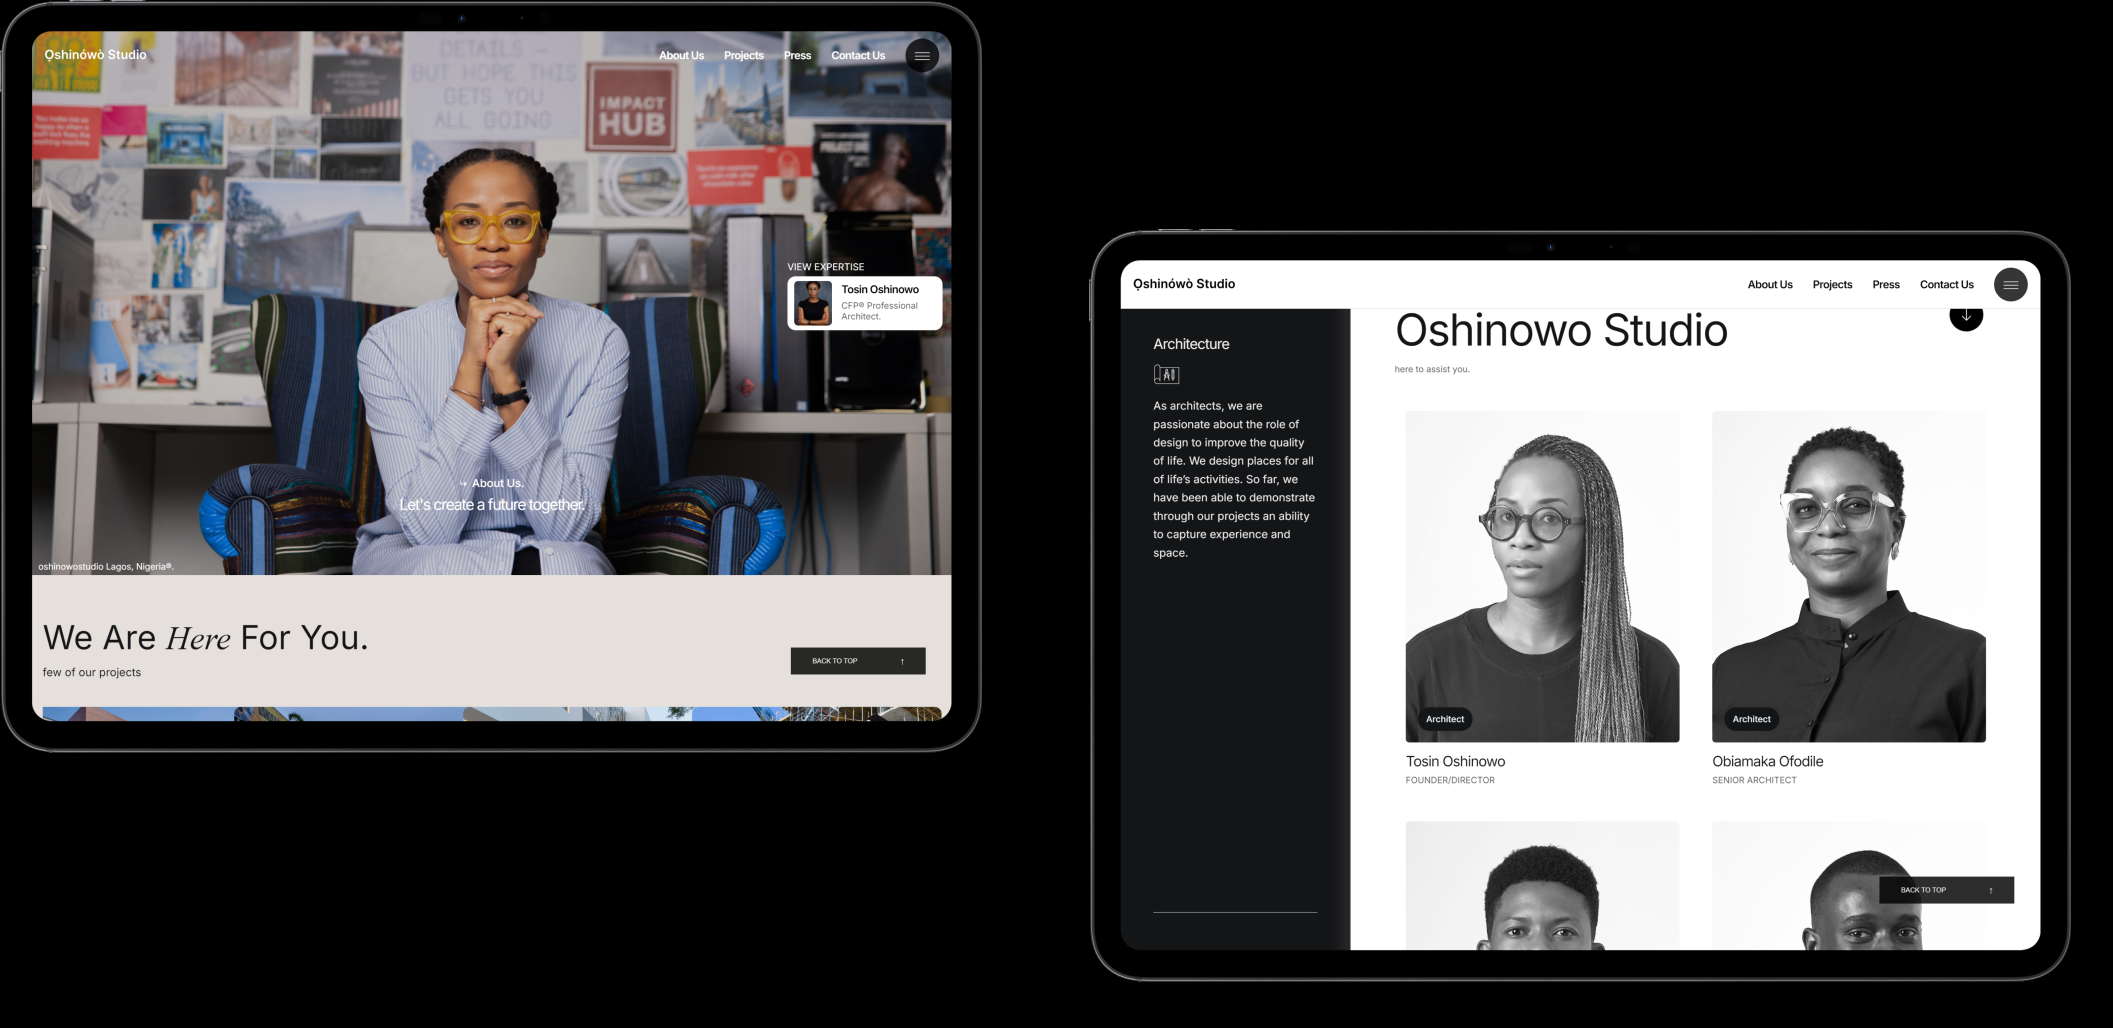 Ọshinówò Studio
About Us
Projects
Press
Contact Us
DETAILS
BUT HOPE THIS
GETS YOU
ALL GOING
IMPACT
HUB
VIEW EXPERTISE
Tosin Oshinowo
CFP® Professional
Architect.
↳ About Us.
Let's create a future together.
oshinowostudio Lagos, Nigeria®.
We Are Here For You.
few of our projects
BACK TO TOP ↑
Ọshinówò Studio
About Us
Projects
Press
Contact Us
Architecture
As architects, we are
passionate about the role of
design to improve the quality
of life. We design places for all
of life's activities. So far, we
have been able to demonstrate
through our projects an ability
to capture experience and
space.
Oshinowo Studio
here to assist you.
Architect
Tosin Oshinowo
FOUNDER/DIRECTOR
Architect
Obiamaka Ofodile
SENIOR ARCHITECT
BACK TO TOP ↑